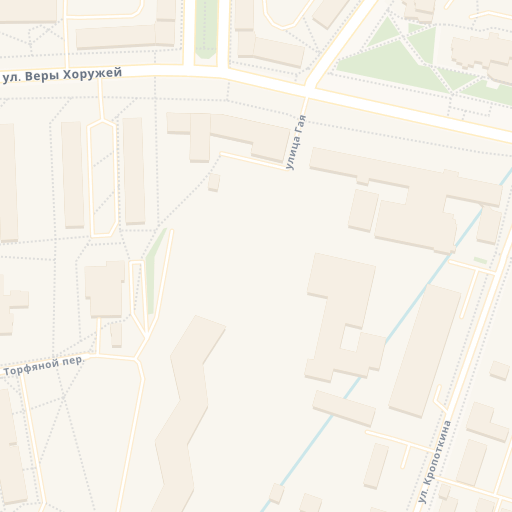 ул. Веры Хоружей
улица Гая
Торфяной пер.
ул. Кропоткина